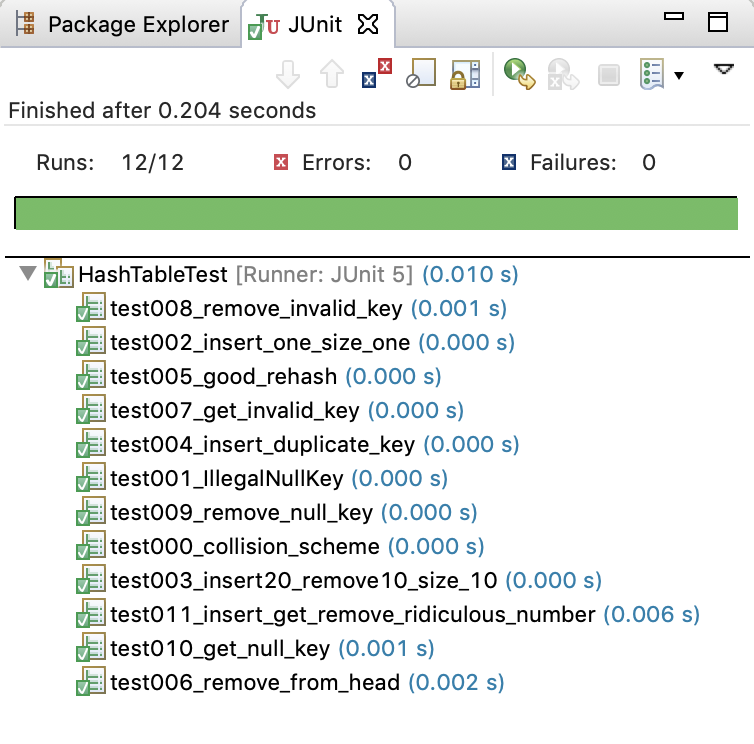 Package Explorer JUnit
Finished after 0.204 seconds
Runs: 12/12 Errors: 0 Failures: 0
HashTableTest [Runner: JUnit 5] (0.010 s)
test008_remove_invalid_key (0.001 s)
test002_insert_one_size_one (0.000 s)
test005_good_rehash (0.000 s)
test007_get_invalid_key (0.000 s)
test004_insert_duplicate_key (0.000 s)
test001_IllegalNullKey (0.000 s)
test009_remove_null_key (0.000 s)
test000_collision_scheme (0.000 s)
test003_insert20_remove10_size_10 (0.000 s)
test011_insert_get_remove_ridiculous_number (0.006 s)
test010_get_null_key (0.001 s)
test006_remove_from_head (0.002 s)